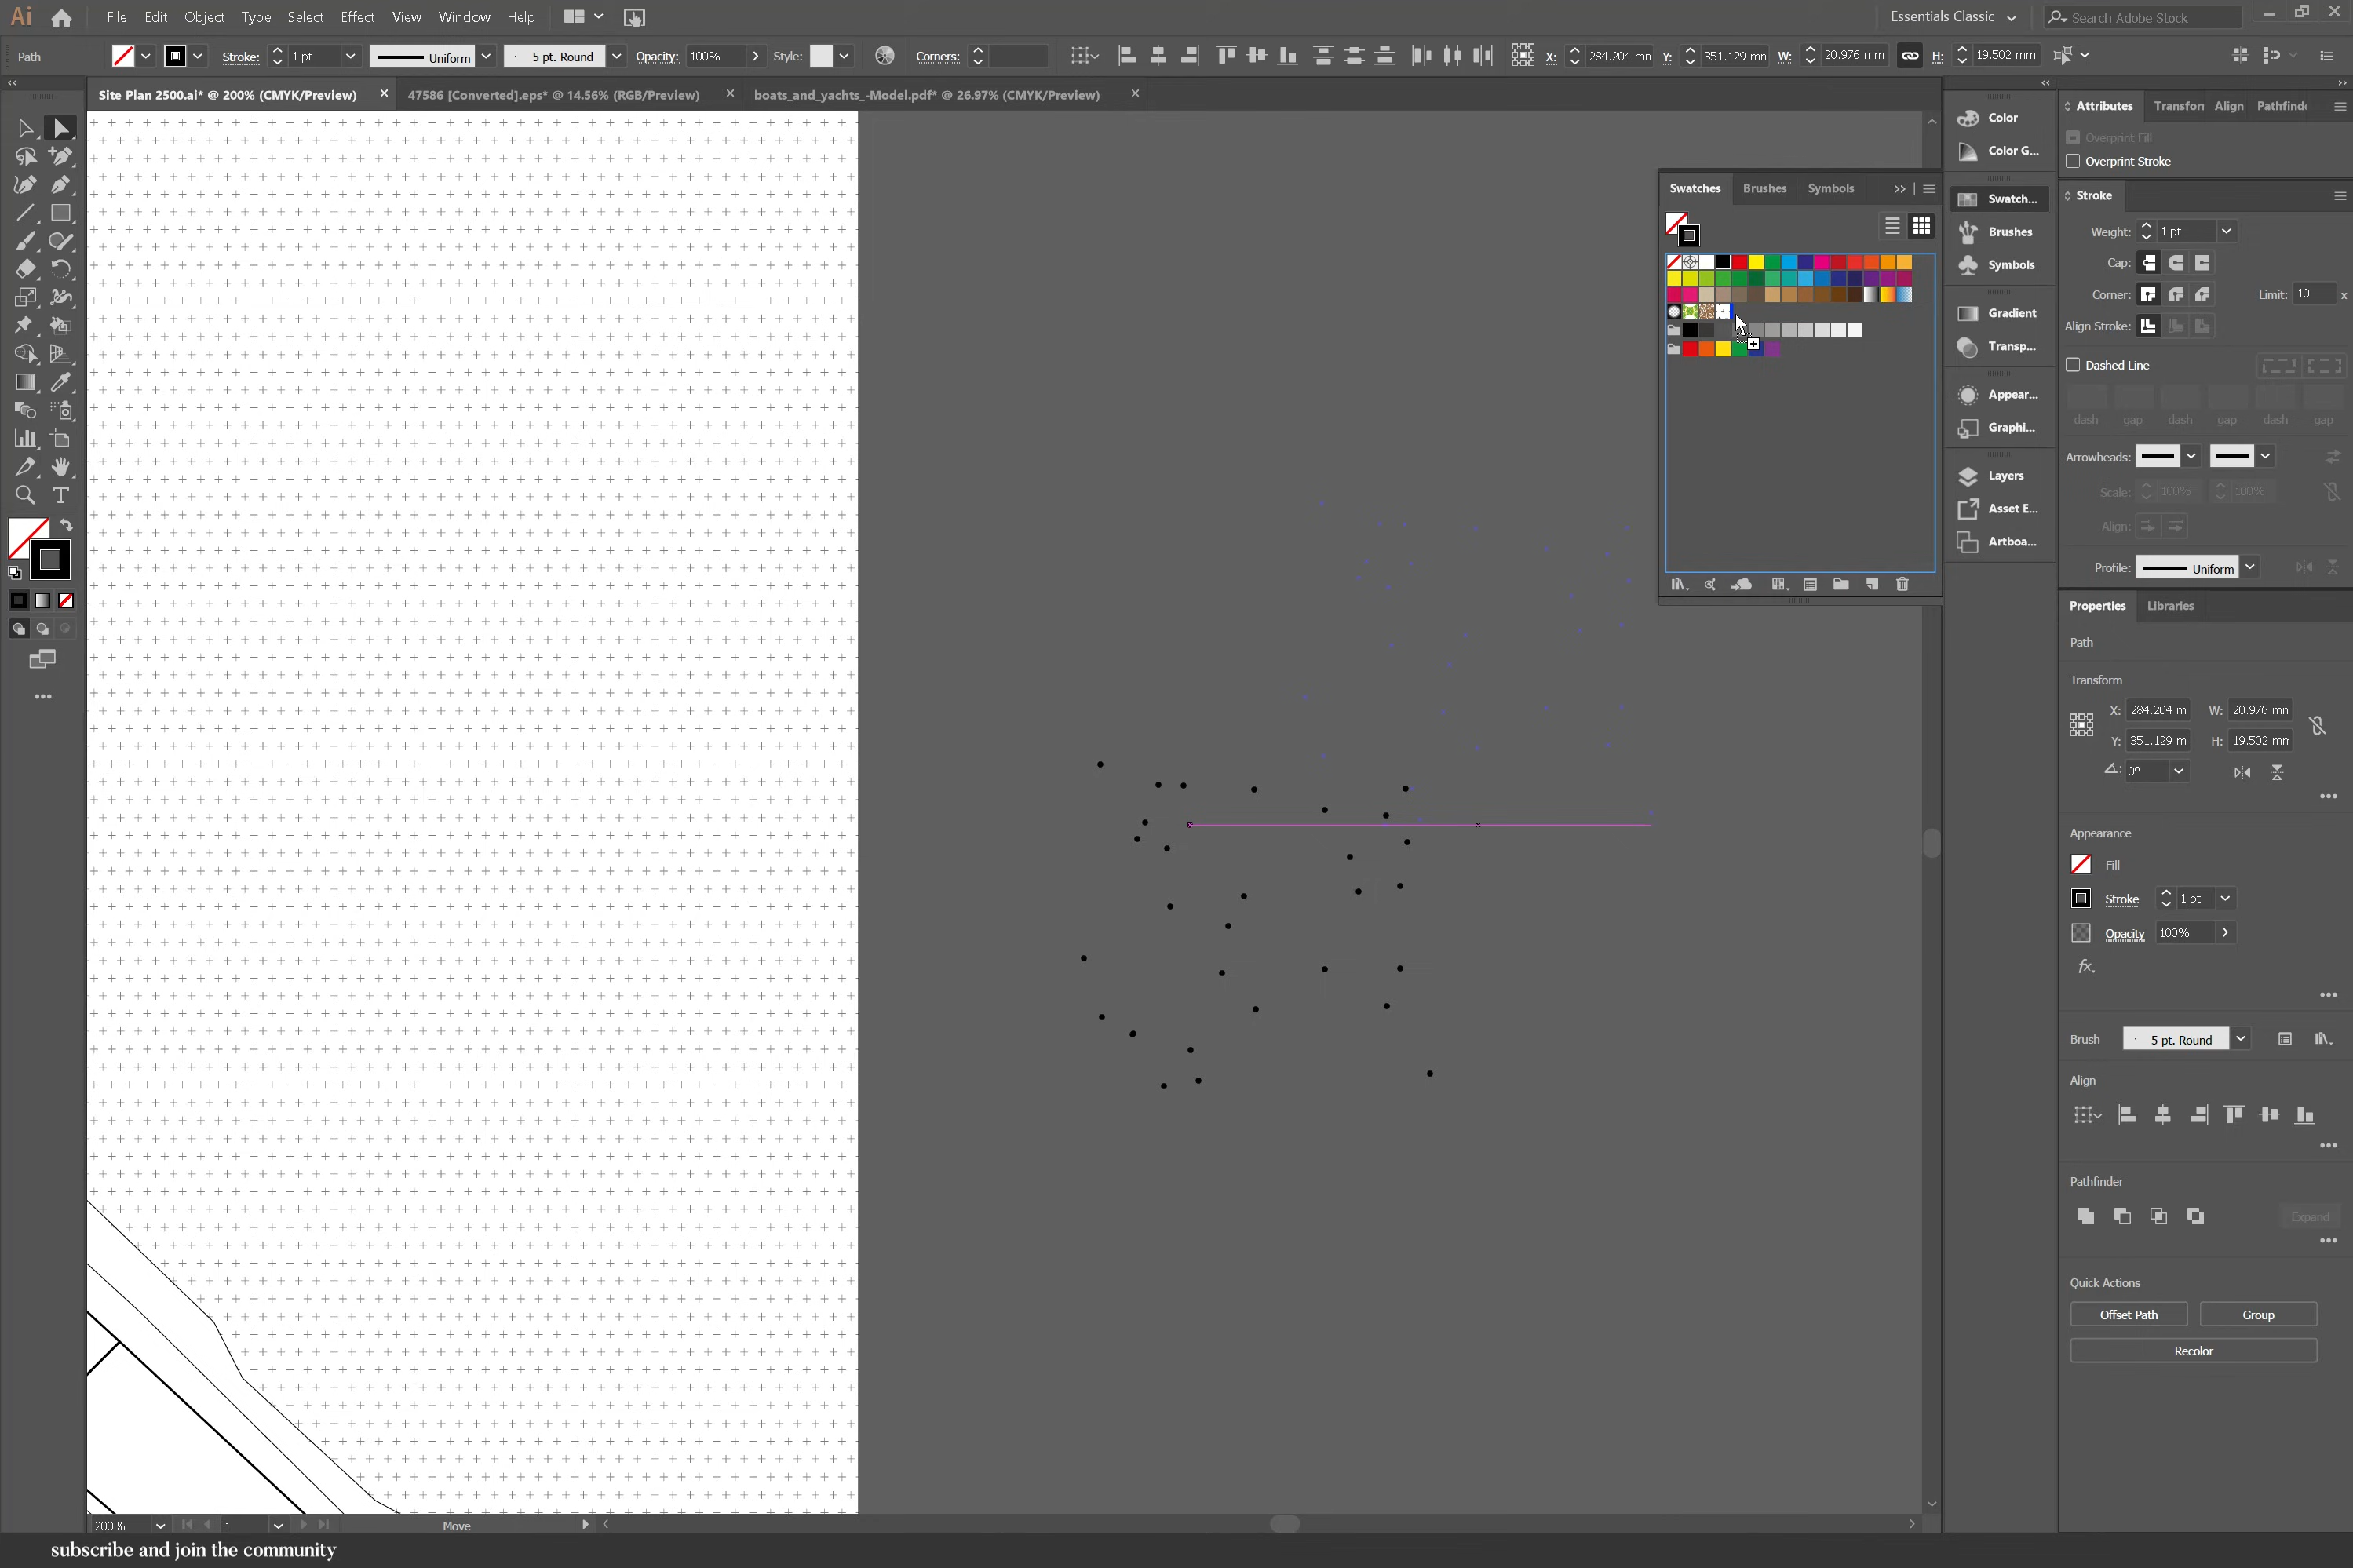 Ai File Edit Object Type Select Effect View Window Help Essentials Classic Search Adobe Stock
Path Stroke: 1 pt Uniform 5 pt. Round Opacity: 100% Style: Corners: X: 284.204 mn Y: 351.129 mn W: 20.976 mm H: 19.502 mm
Site Plan 2500.ai* @ 200% (CMYK/Preview) 47586 [Converted].eps* @ 14.56% (RGB/Preview) boats_and_yachts_-Model.pdf* @ 26.97% (CMYK/Preview)
Swatches Brushes Symbols
Color
Color G...
Swatch...
Brushes
Symbols
Gradient
Transp...
Appear...
Graphi...
Layers
Asset E...
Artboa...
Attributes Transforn Align Pathfinde
Overprint Fill
Overprint Stroke
Stroke
Weight: 1 pt
Cap:
Corner: Limit: 10 x
Align Stroke:
Dashed Line
dash gap dash gap dash gap
Arrowheads:
Scale: 100% 100%
Align:
Profile: Uniform
Properties Libraries
Path
Transform
X: 284.204 m W: 20.976 mm
Y: 351.129 m H: 19.502 mm
0°
Appearance
Fill
Stroke 1 pt
Opacity 100%
fx.
Brush 5 pt. Round
Align
Pathfinder
Expand
Quick Actions
Offset Path Group
Recolor
200% 1 Move
subscribe and join the community